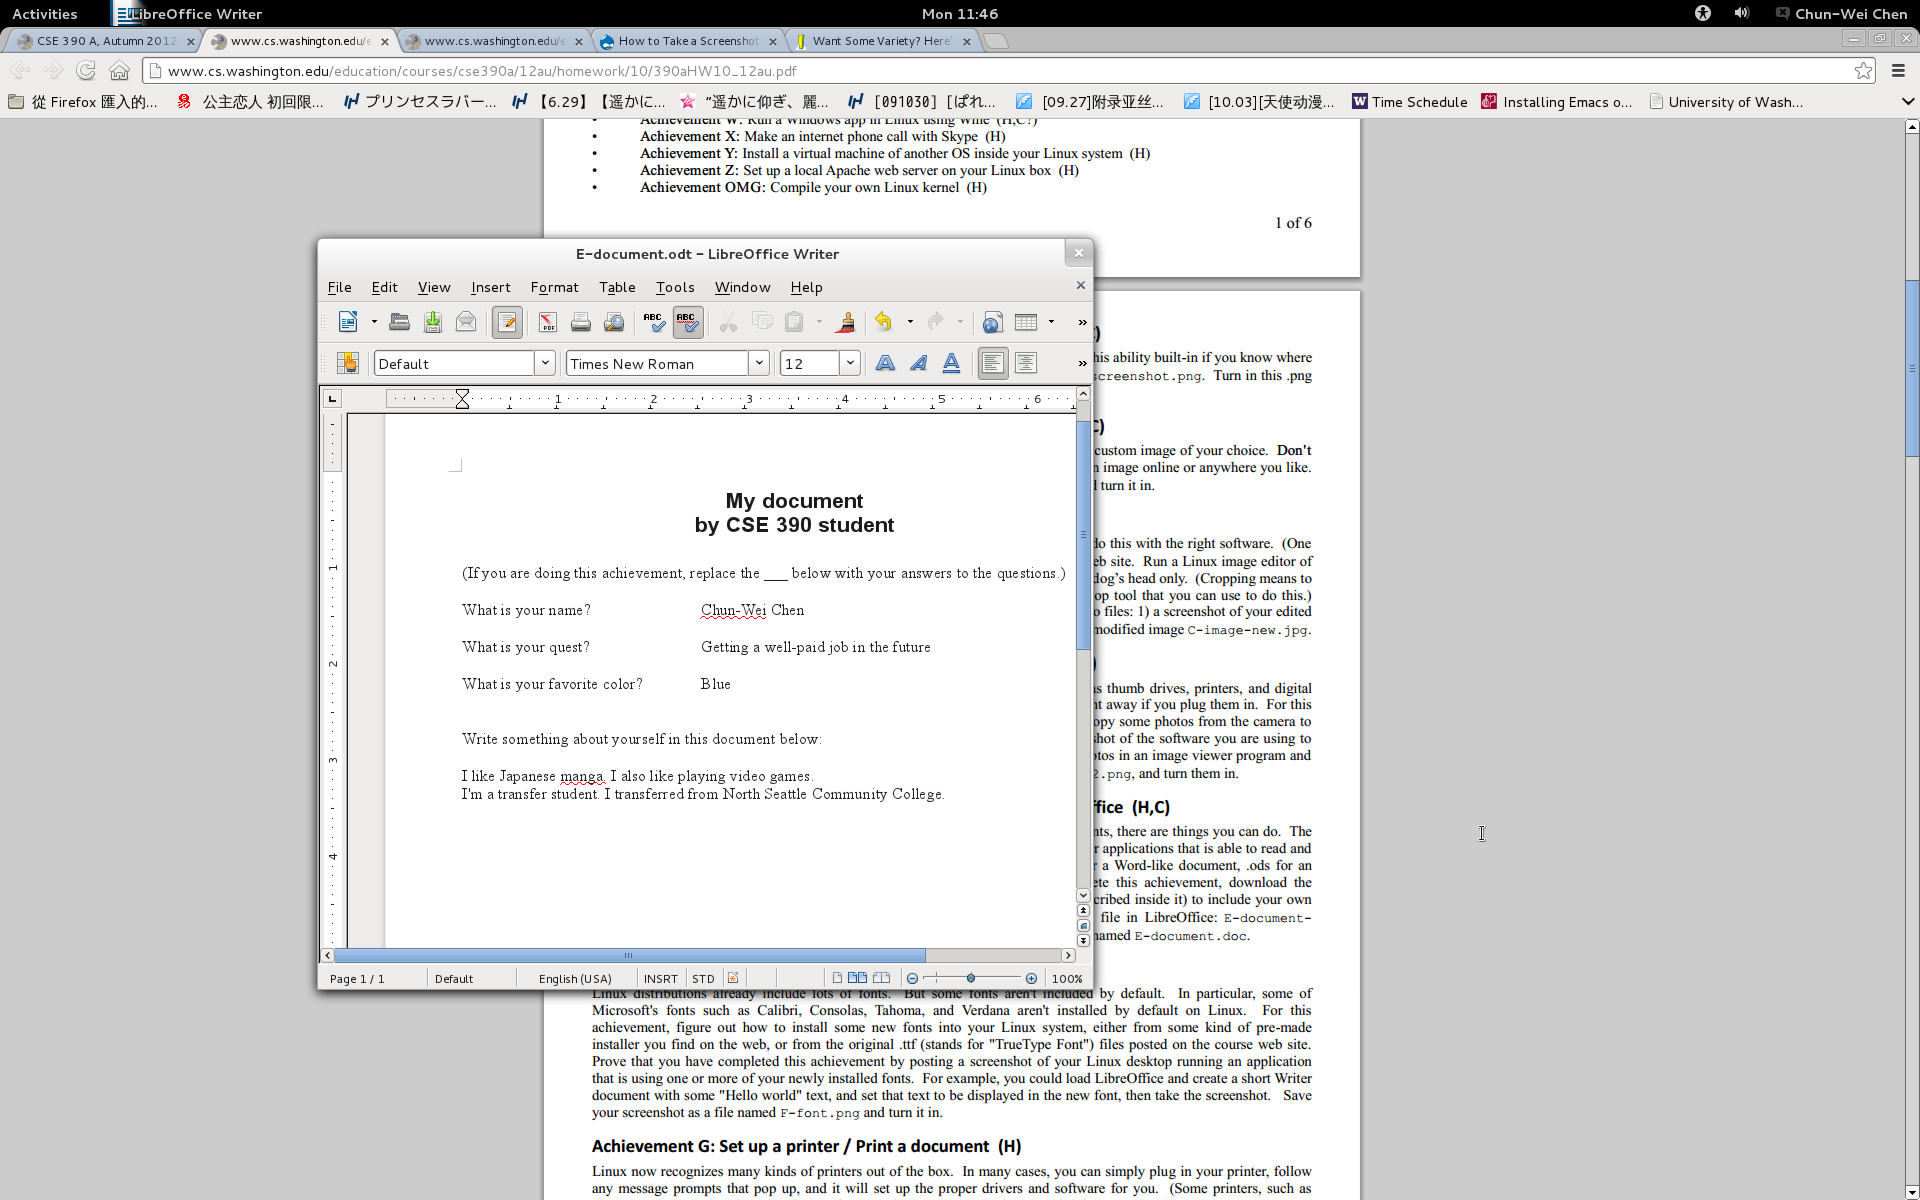 Activities
LibreOffice Writer
Mon 11:46
Chun-Wei Chen
CSE 390 A, Autumn 2012
www.cs.washington.edu/e
www.cs.washington.edu/e
How to Take a Screenshot
Want Some Variety? Here'
www.cs.washington.edu/education/courses/cse390a/12au/homework/10/390aHW10_12au.pdf
從 Firefox 匯入的...
公主恋人 初回限...
プリンセスラバー...
【6.29】【遥かに...
“遥かに仰ぎ、麗...
[091030] [ぱれ...
[09.27]附录亚丝...
[10.03][天使动漫...
Time Schedule
Installing Emacs o...
University of Wash...
Achievement W: Run a Windows app in Linux using Wine (H,C?)
• Achievement X: Make an internet phone call with Skype (H)
• Achievement Y: Install a virtual machine of another OS inside your Linux system (H)
• Achievement Z: Set up a local Apache web server on your Linux box (H)
• Achievement OMG: Compile your own Linux kernel (H)
1 of 6
E-document.odt - LibreOffice Writer
File Edit View Insert Format Table Tools Window Help
Default
Times New Roman
12
1 2 3 4 5 6
My document
by CSE 390 student
(If you are doing this achievement, replace the ___ below with your answers to the questions.)
What is your name? Chun-Wei Chen
What is your quest? Getting a well-paid job in the future
What is your favorite color? Blue
Write something about yourself in this document below:
I like Japanese manga. I also like playing video games.
I'm a transfer student. I transferred from North Seattle Community College.
1
2
3
4
Page 1 / 1
Default
English (USA)
INSRT
STD
100%
his ability built-in if you know where
screenshot.png. Turn in this .png
C)
custom image of your choice. Don't
n image online or anywhere you like.
turn it in.
do this with the right software. (One
eb site. Run a Linux image editor of
dog's head only. (Cropping means to
op tool that you can use to do this.)
o files: 1) a screenshot of your edited
modified image C-image-new.jpg.
)
as thumb drives, printers, and digital
ht away if you plug them in. For this
opy some photos from the camera to
shot of the software you are using to
otos in an image viewer program and
2.png, and turn them in.
ffice (H,C)
nts, there are things you can do. The
r applications that is able to read and
r a Word-like document, .ods for an
ete this achievement, download the
cribed inside it) to include your own
file in LibreOffice: E-document-
named E-document.doc.
Linux distributions already include lots of fonts. But some fonts aren't included by default. In particular, some of
Microsoft's fonts such as Calibri, Consolas, Tahoma, and Verdana aren't installed by default on Linux. For this
achievement, figure out how to install some new fonts into your Linux system, either from some kind of pre-made
installer you find on the web, or from the original .ttf (stands for "TrueType Font") files posted on the course web site.
Prove that you have completed this achievement by posting a screenshot of your Linux desktop running an application
that is using one or more of your newly installed fonts. For example, you could load LibreOffice and create a short Writer
document with some "Hello world" text, and set that text to be displayed in the new font, then take the screenshot. Save
your screenshot as a file named F-font.png and turn it in.
Achievement G: Set up a printer / Print a document (H)
Linux now recognizes many kinds of printers out of the box. In many cases, you can simply plug in your printer, follow
any message prompts that pop up, and it will set up the proper drivers and software for you. (Some printers, such as